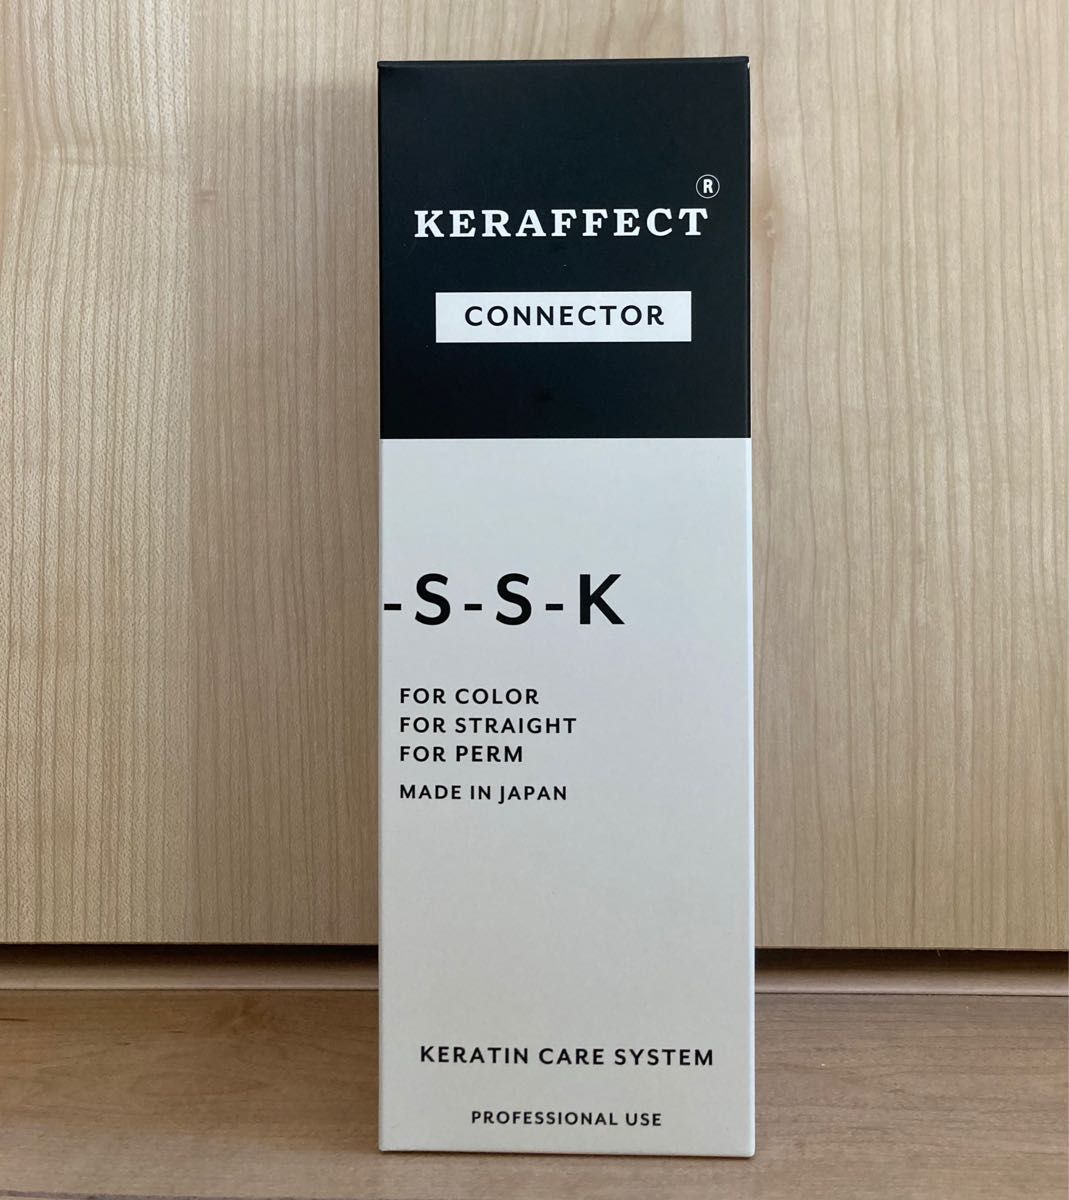 KERAFFECT®
CONNECTOR
-S-S-K
FOR COLOR
FOR STRAIGHT
FOR PERM
MADE IN JAPAN
KERATIN CARE SYSTEM
PROFESSIONAL USE